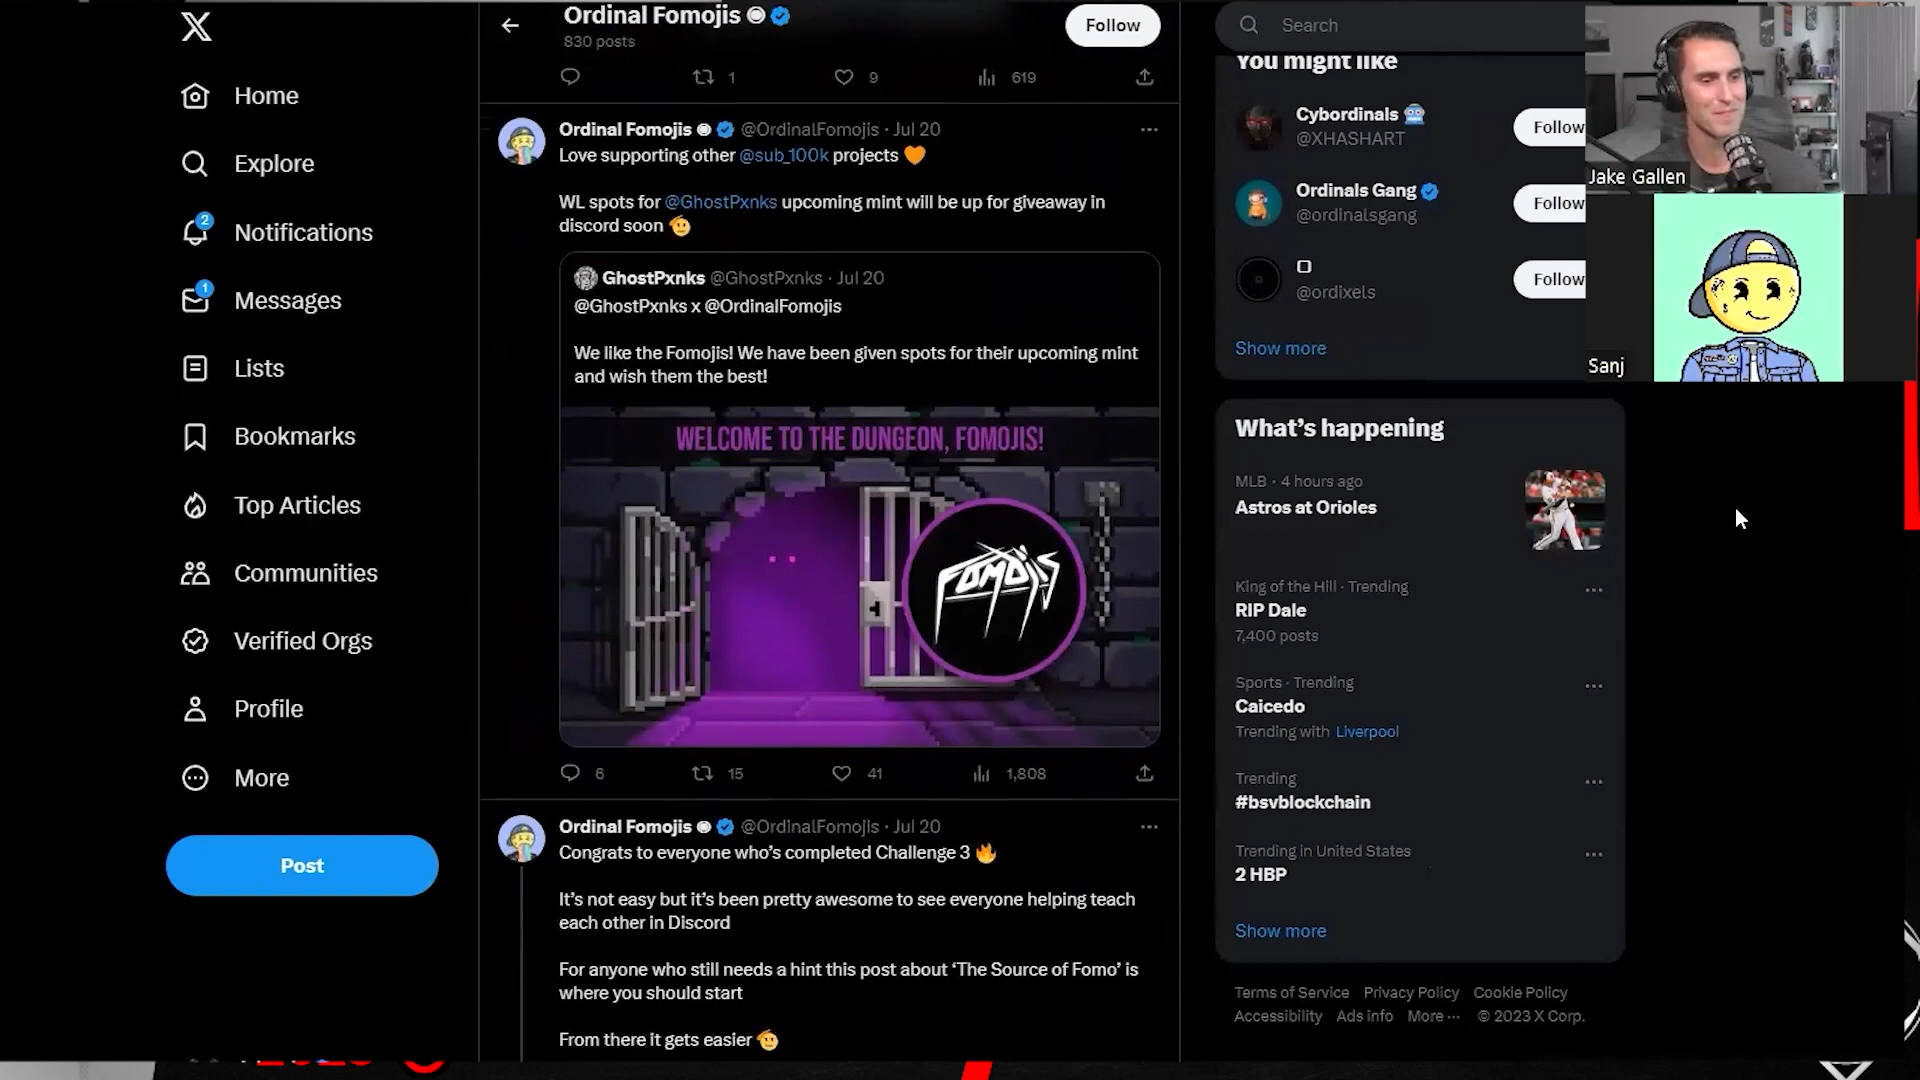 Home
Explore
2
Notifications
1
Messages
Lists
Bookmarks
Top Articles
Communities
Verified Orgs
Profile
More
Post
Ordinal Fomojis
830 posts
Follow
1
9
619
Ordinal Fomojis @OrdinalFomojis · Jul 20
Love supporting other @sub_100k projects 🧡
WL spots for @GhostPxnks upcoming mint will be up for giveaway in
discord soon 🫡
GhostPxnks @GhostPxnks · Jul 20
@GhostPxnks x @OrdinalFomojis
We like the Fomojis! We have been given spots for their upcoming mint
and wish them the best!
WELCOME TO THE DUNGEON, FOMOJIS!
FOMOJIS
6
15
41
1,808
Ordinal Fomojis @OrdinalFomojis · Jul 20
Congrats to everyone who's completed Challenge 3 🔥
It's not easy but it's been pretty awesome to see everyone helping teach
each other in Discord
For anyone who still needs a hint this post about 'The Source of Fomo' is
where you should start
From there it gets easier 🫡
Search
You might like
Cybordinals
@XHASHART
Follow
Ordinals Gang
@ordinalsgang
Follow
@ordixels
Follow
Show more
What's happening
MLB · 4 hours ago
Astros at Orioles
King of the Hill · Trending
RIP Dale
7,400 posts
Sports · Trending
Caicedo
Trending with Liverpool
Trending
#bsvblockchain
Trending in United States
2 HBP
Show more
Terms of Service Privacy Policy Cookie Policy
Accessibility Ads info More ··· © 2023 X Corp.
Jake Gallen
Sanj